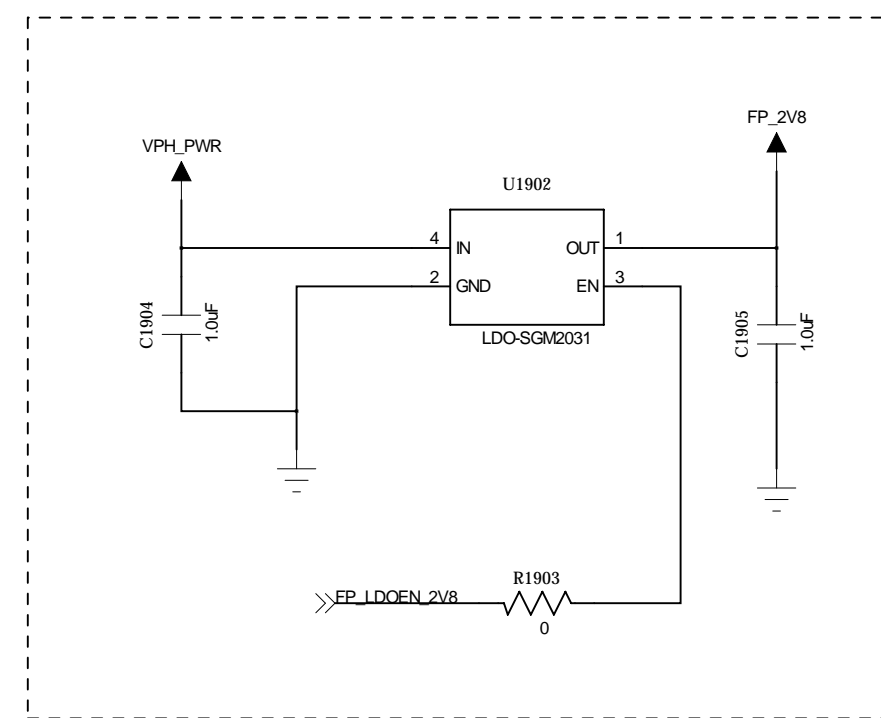 FP_2V8
VPH_PWR
U1902
4 IN OUT 1
2 GND EN 3
C1904 1.0uF
LDO-SGM2031
C1905 1.0uF
R1903
FP_LDOEN_2V8
0